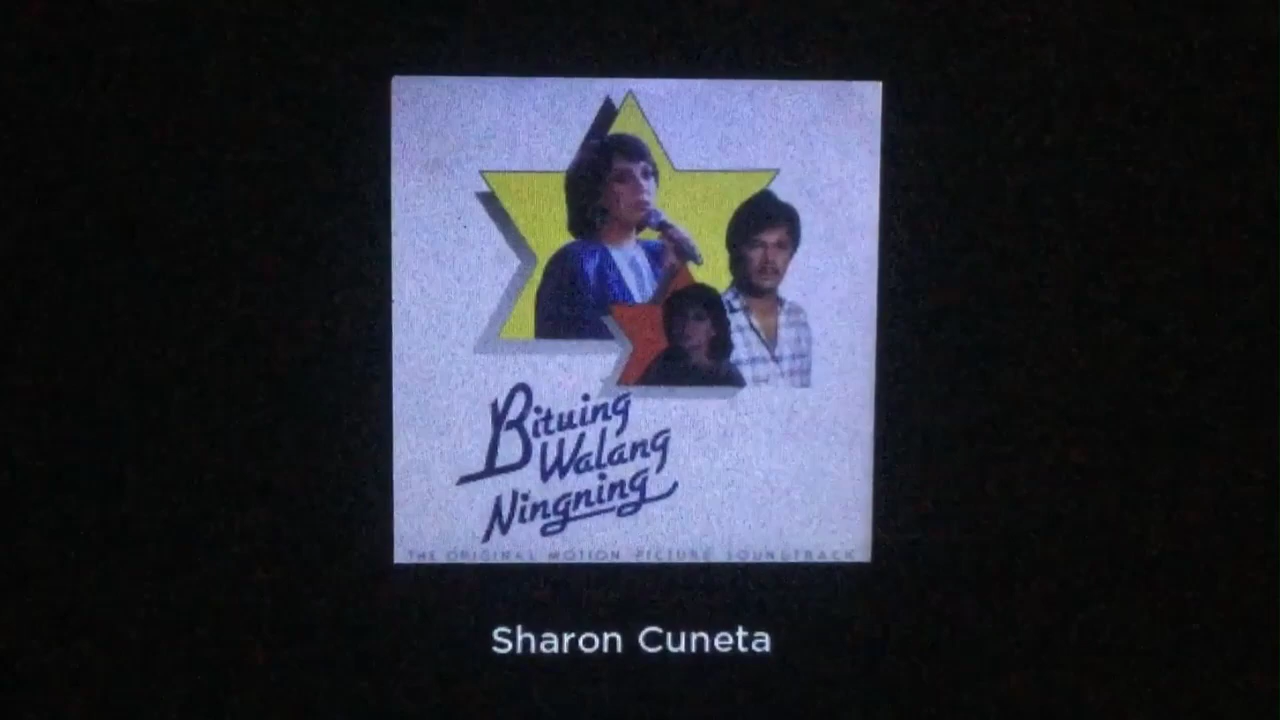 Bituing
Walang
Ningning
THE ORIGINAL MOTION PICTURE SOUNDTRACK
Sharon Cuneta